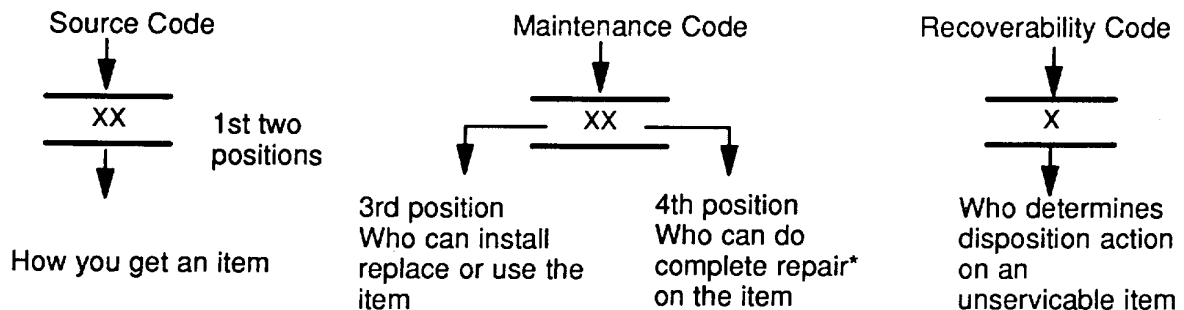 Source Code
XX
1st two
positions
How you get an item
Maintenance Code
XX
3rd position
Who can install
replace or use the
item
4th position
Who can do
complete repair*
on the item
Recoverability Code
X
Who determines
disposition action
on an
unservicable item